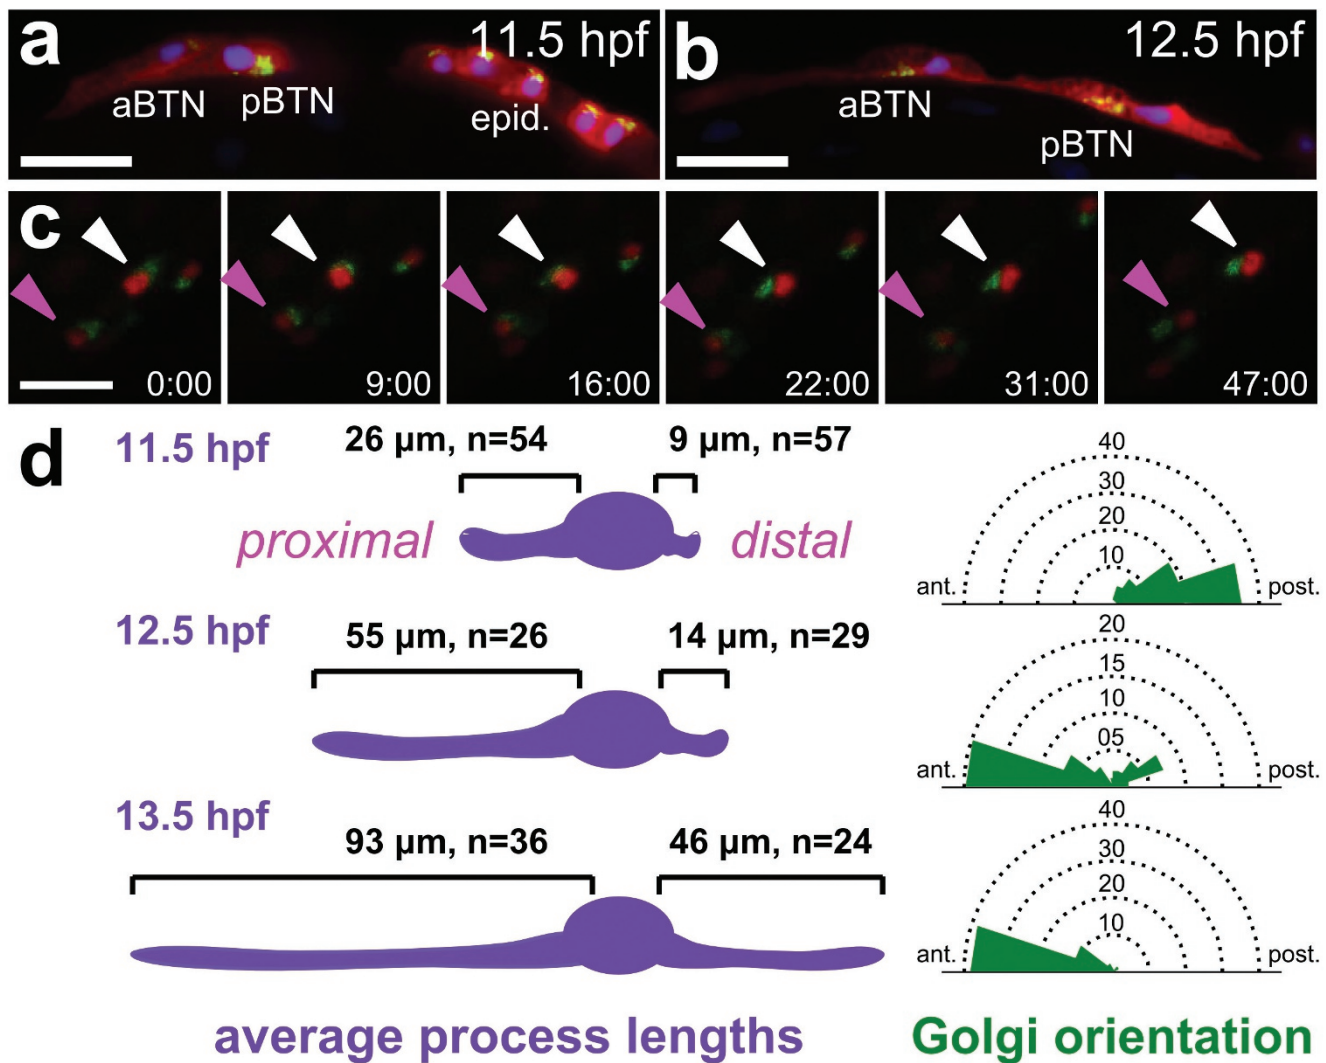 a
11.5 hpf
aBTN
pBTN
epid.
b
12.5 hpf
aBTN
pBTN
c
0:00
9:00
16:00
22:00
31:00
47:00
d
11.5 hpf
26 µm, n=54
9 µm, n=57
proximal
distal
40
30
20
10
ant.
post.
12.5 hpf
55 µm, n=26
14 µm, n=29
20
15
10
05
ant.
post.
13.5 hpf
93 µm, n=36
46 µm, n=24
40
30
20
10
ant.
post.
average process lengths
Golgi orientation